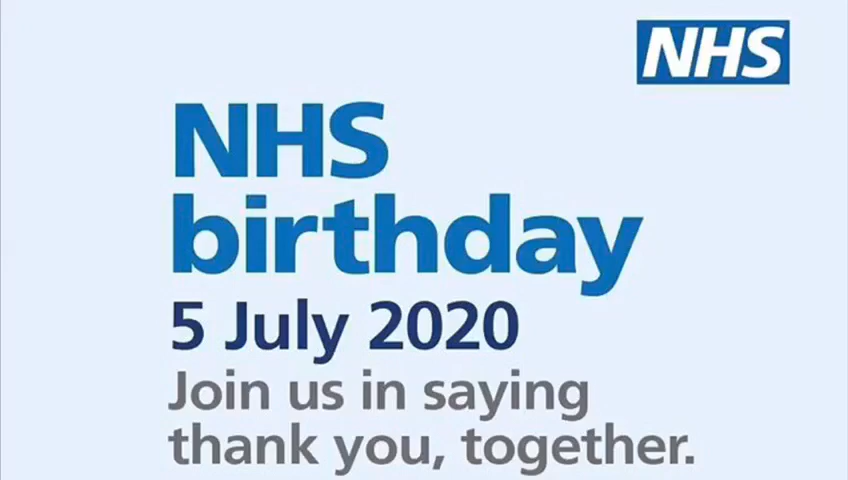 NHS
NHS
birthday
5 July 2020
Join us in saying
thank you, together.